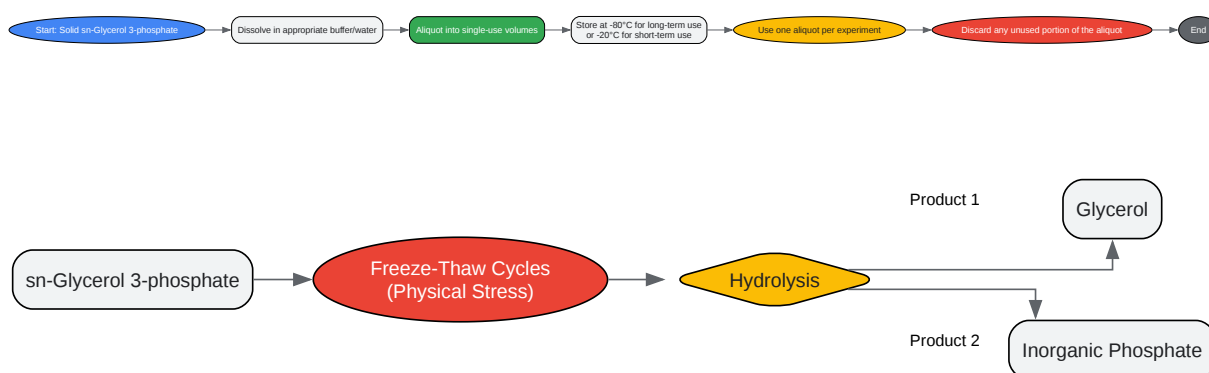 Start: Solid sn-Glycerol 3-phosphate
Dissolve in appropriate buffer/water
Aliquot into single-use volumes
Store at -80°C for long-term use
or -20°C for short-term use
Use one aliquot per experiment
Discard any unused portion of the aliquot
End
sn-Glycerol 3-phosphate
Freeze-Thaw Cycles
(Physical Stress)
Hydrolysis
Product 1
Glycerol
Product 2
Inorganic Phosphate